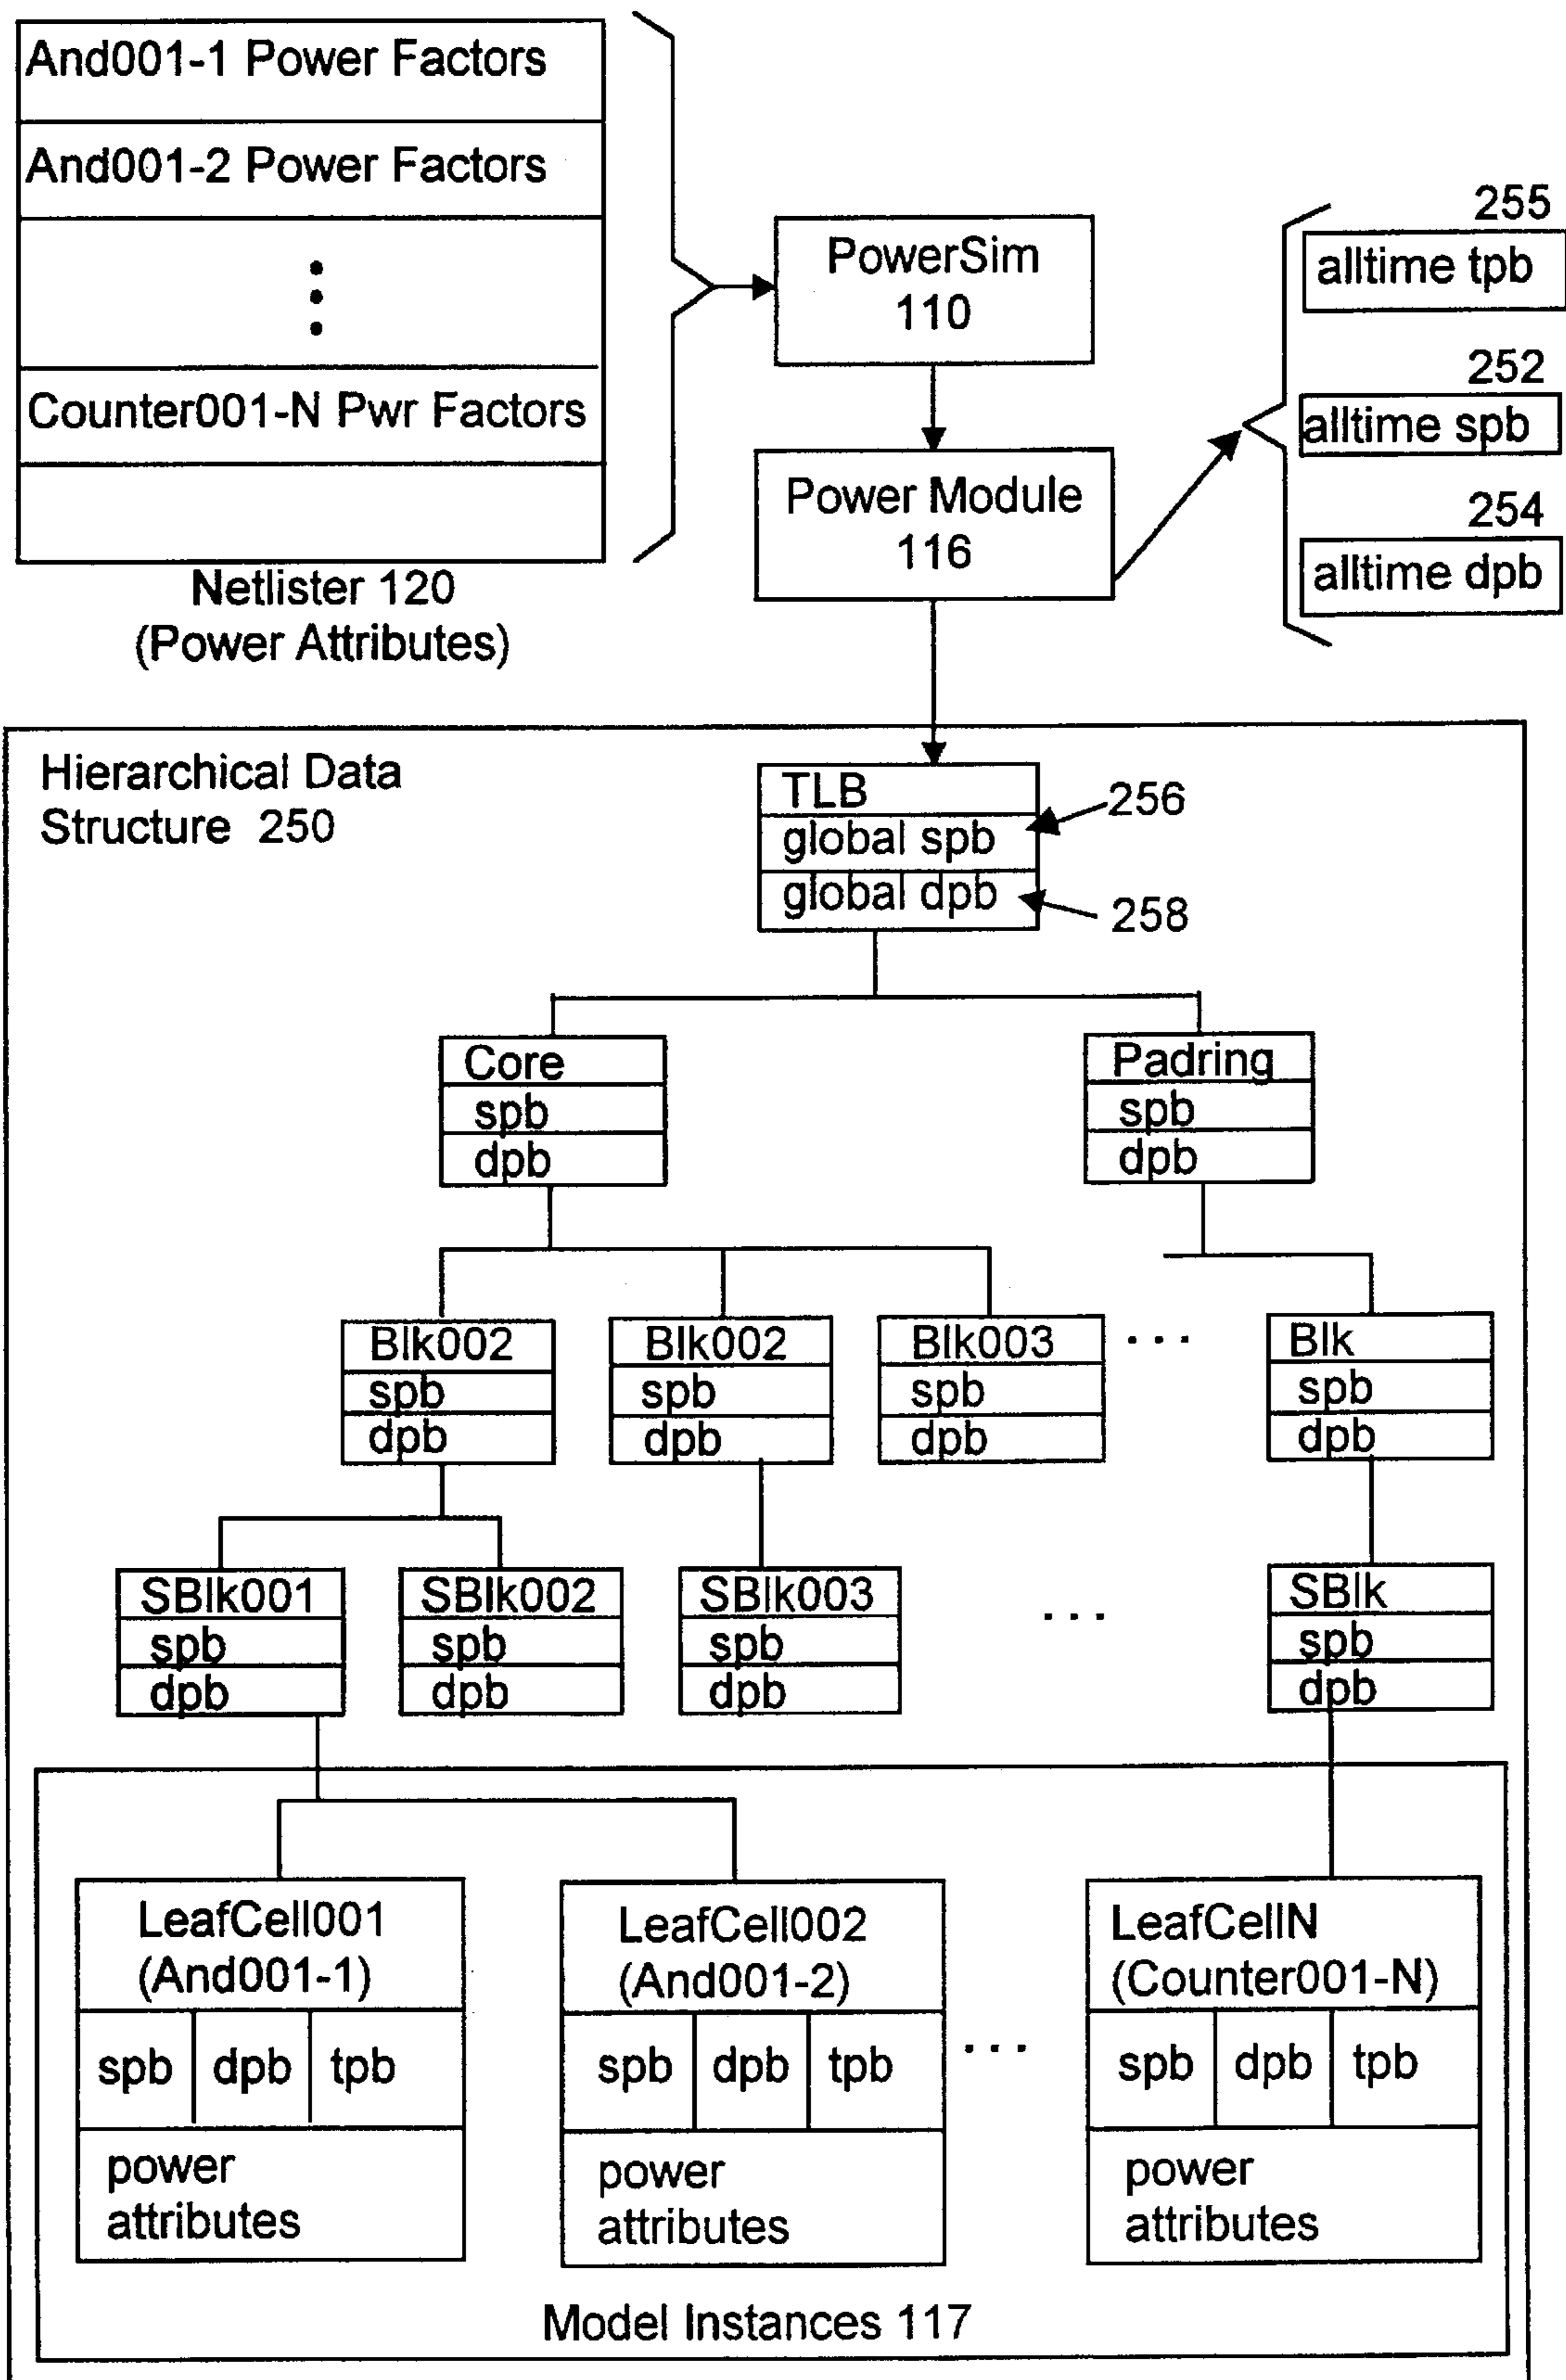 And001-1 Power Factors
And001-2 Power Factors
Counter001-N Pwr Factors
Netlister 120
(Power Attributes)
PowerSim
110
Power Module
116
255
alltime tpb
252
alltime spb
254
alltime dpb
Hierarchical Data
Structure 250
TLB
global spb
global dpb
256
258
Core
spb
dpb
Padring
spb
dpb
Blk002
spb
dpb
Blk002
spb
dpb
Blk003
spb
dpb
...
Blk
spb
dpb
SBlk001
spb
dpb
SBlk002
spb
dpb
SBlk003
spb
dpb
...
SBlk
spb
dpb
LeafCell001
(And001-1)
spb dpb tpb
power
attributes
LeafCell002
(And001-2)
spb dpb tpb
power
attributes
...
LeafCellN
(Counter001-N)
spb dpb tpb
power
attributes
Model Instances 117